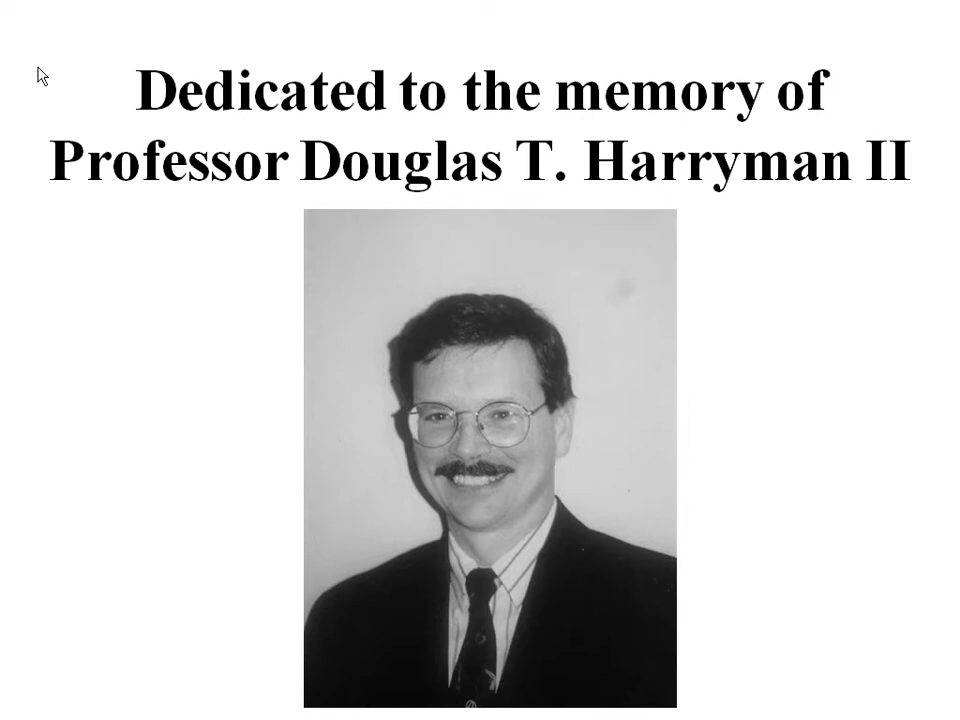 Dedicated to the memory of
Professor Douglas T. Harryman II